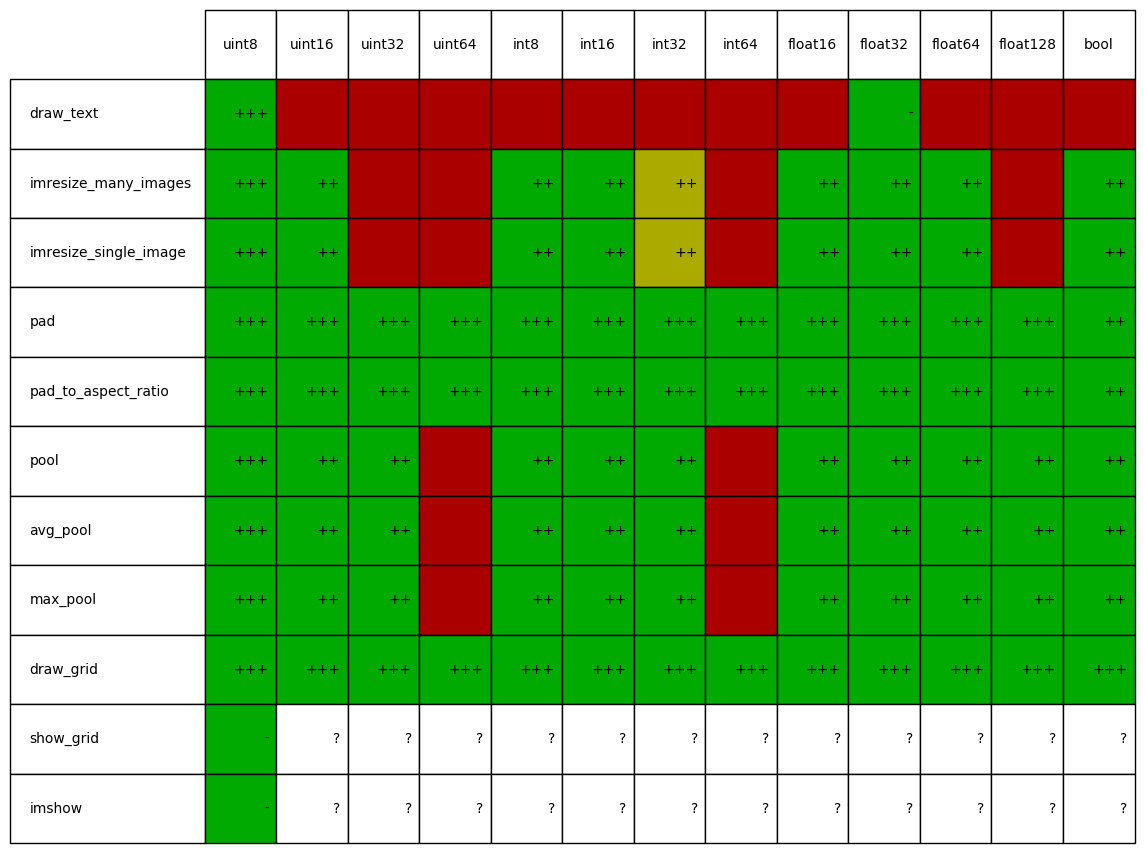 uint8 uint16 uint32 uint64 int8 int16 int32 int64 float16 float32 float64 float128 bool
draw_text +++ -
imresize_many_images +++ ++ ++ ++ ++ ++ ++ ++ ++
imresize_single_image +++ ++ ++ ++ ++ ++ ++ ++ ++
pad +++ +++ +++ +++ +++ +++ +++ +++ +++ +++ +++ +++ ++
pad_to_aspect_ratio +++ +++ +++ +++ +++ +++ +++ +++ +++ +++ +++ +++ ++
pool +++ ++ ++ ++ ++ ++ ++ ++ ++ ++ ++
avg_pool +++ ++ ++ ++ ++ ++ ++ ++ ++ ++ ++
max_pool +++ ++ ++ ++ ++ ++ ++ ++ ++ ++ ++
draw_grid +++ +++ +++ +++ +++ +++ +++ +++ +++ +++ +++ +++ +++
show_grid - ? ? ? ? ? ? ? ? ? ? ? ?
imshow - ? ? ? ? ? ? ? ? ? ? ? ?